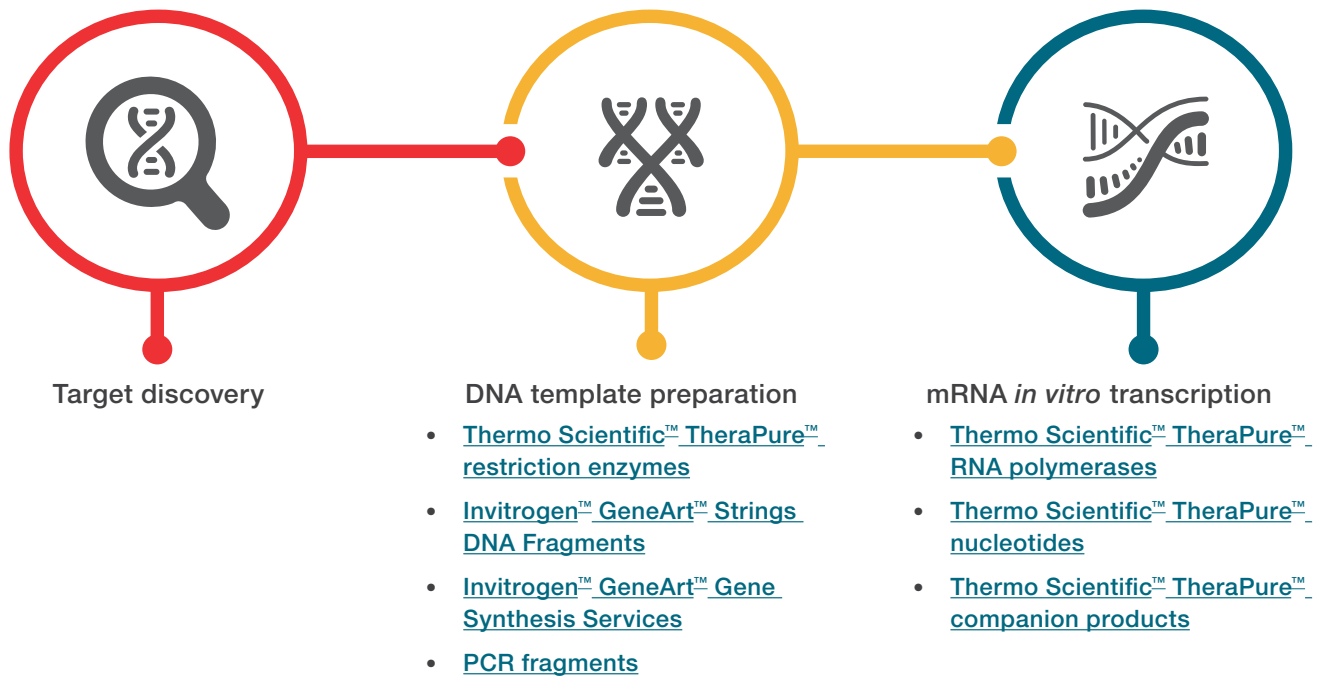 Target discovery
DNA template preparation
• Thermo Scientific™ TheraPure™
restriction enzymes
• Invitrogen™ GeneArt™ Strings
DNA Fragments
• Invitrogen™ GeneArt™ Gene
Synthesis Services
• PCR fragments
mRNA in vitro transcription
• Thermo Scientific™ TheraPure™
RNA polymerases
• Thermo Scientific™ TheraPure™
nucleotides
• Thermo Scientific™ TheraPure™
companion products